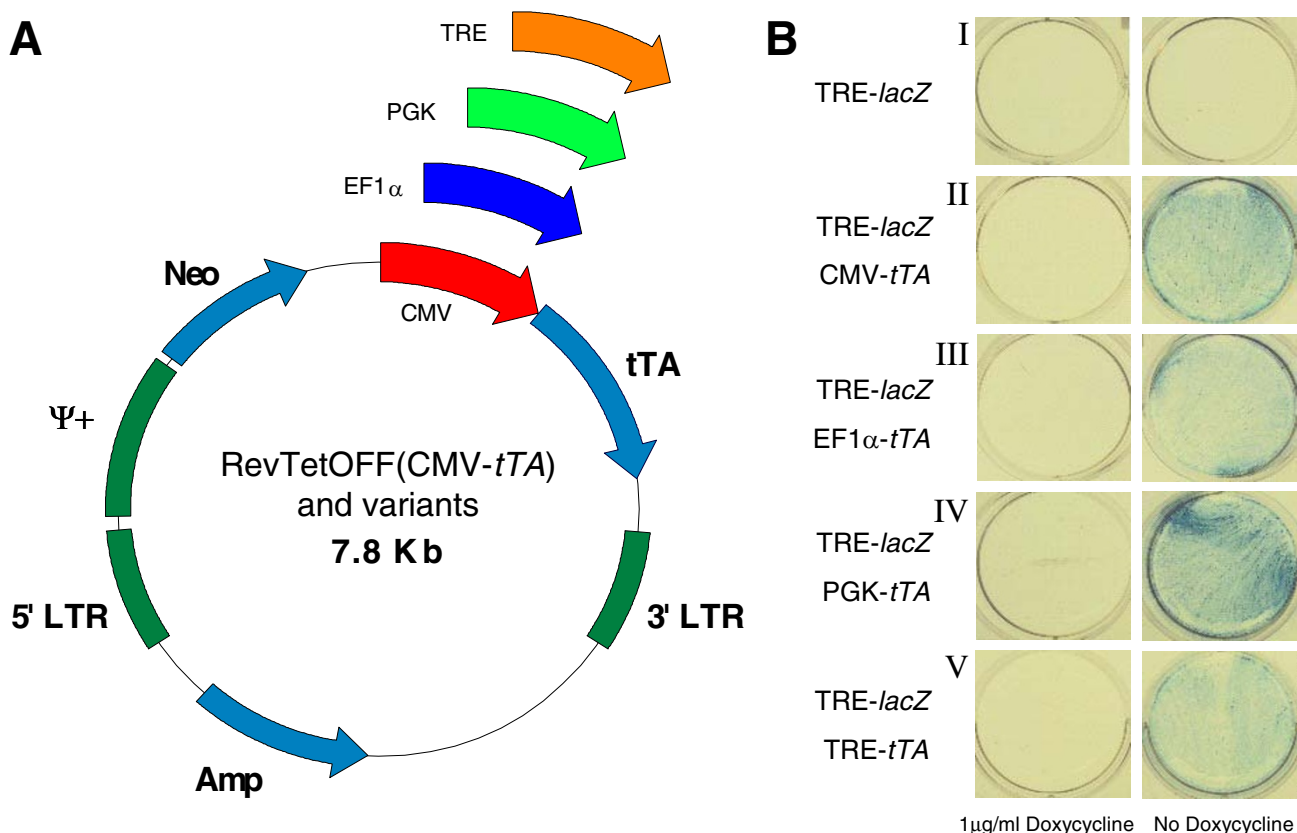 A
TRE
PGK
EF1α
CMV
Neo
tTA
Ψ+
RevTetOFF(CMV-tTA)
and variants
7.8 Kb
5' LTR
3' LTR
Amp
B
I
TRE-lacZ
II
TRE-lacZ
CMV-tTA
III
TRE-lacZ
EF1α-tTA
IV
TRE-lacZ
PGK-tTA
V
TRE-lacZ
TRE-tTA
1μg/ml Doxycycline
No Doxycycline